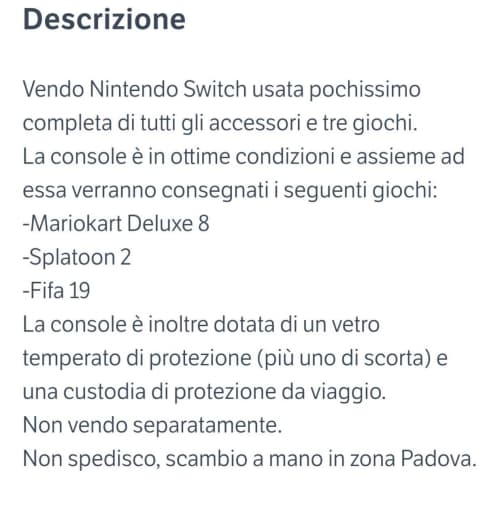 Descrizione
Vendo Nintendo Switch usata pochissimo
completa di tutti gli accessori e tre giochi.
La console è in ottime condizioni e assieme ad
essa verranno consegnati i seguenti giochi:
-Mariokart Deluxe 8
-Splatoon 2
-Fifa 19
La console è inoltre dotata di un vetro
temperato di protezione (più uno di scorta) e
una custodia di protezione da viaggio.
Non vendo separatamente.
Non spedisco, scambio a mano in zona Padova.